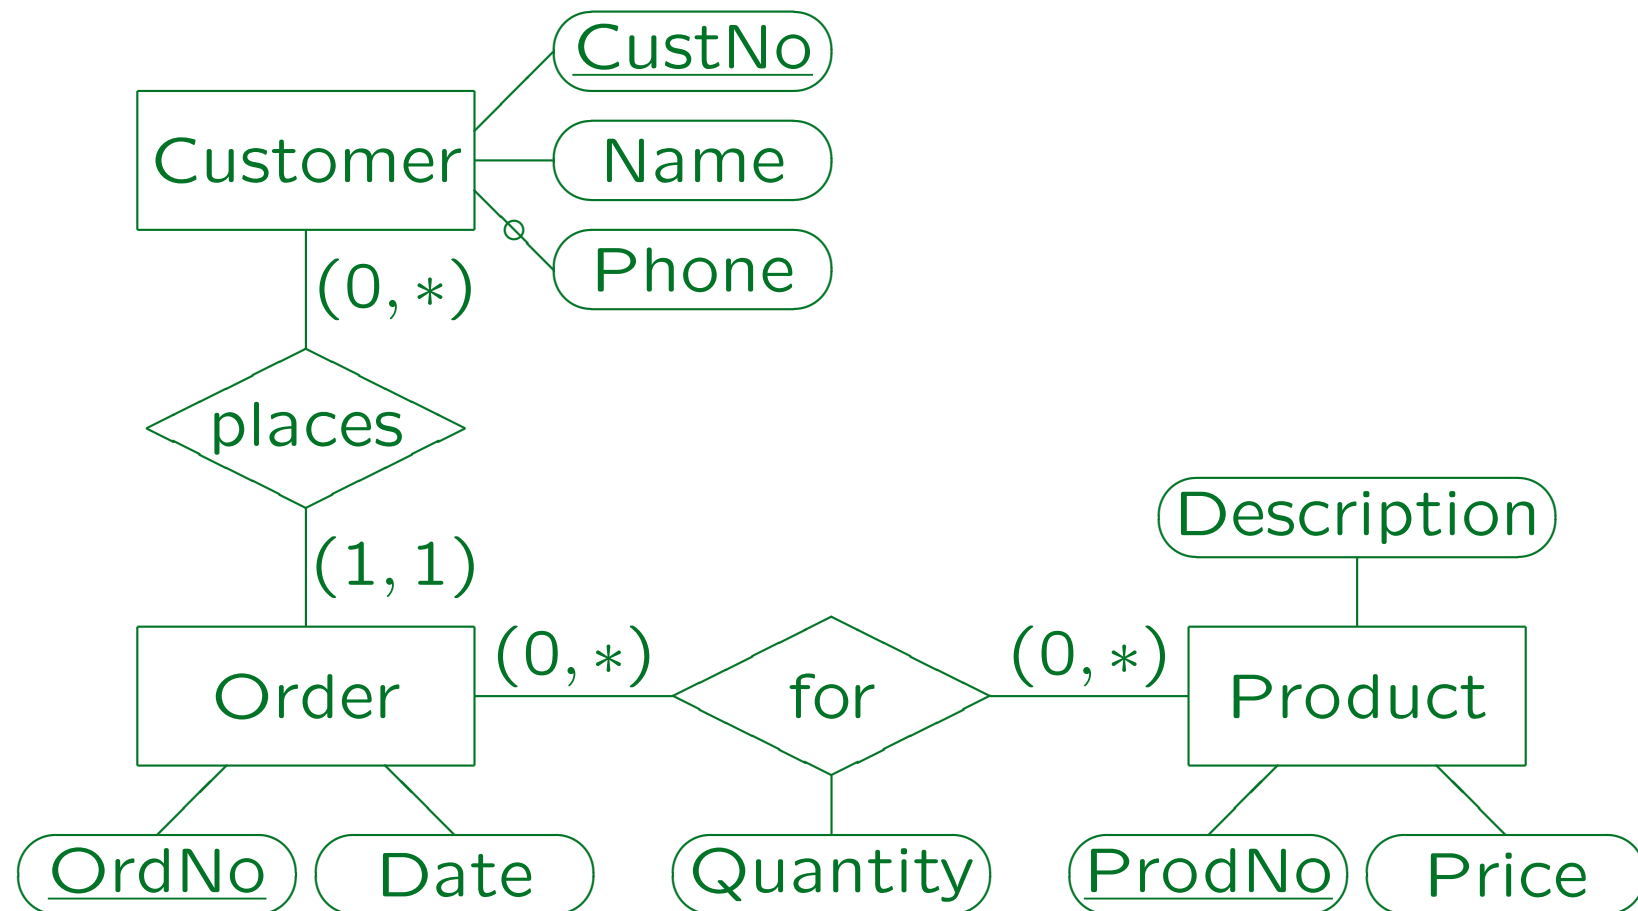 CustNo
Customer
Name
Phone
(0,∗)
places
(1,1)
Description
Order
(0,∗)
for
(0,∗)
Product
OrdNo
Date
Quantity
ProdNo
Price